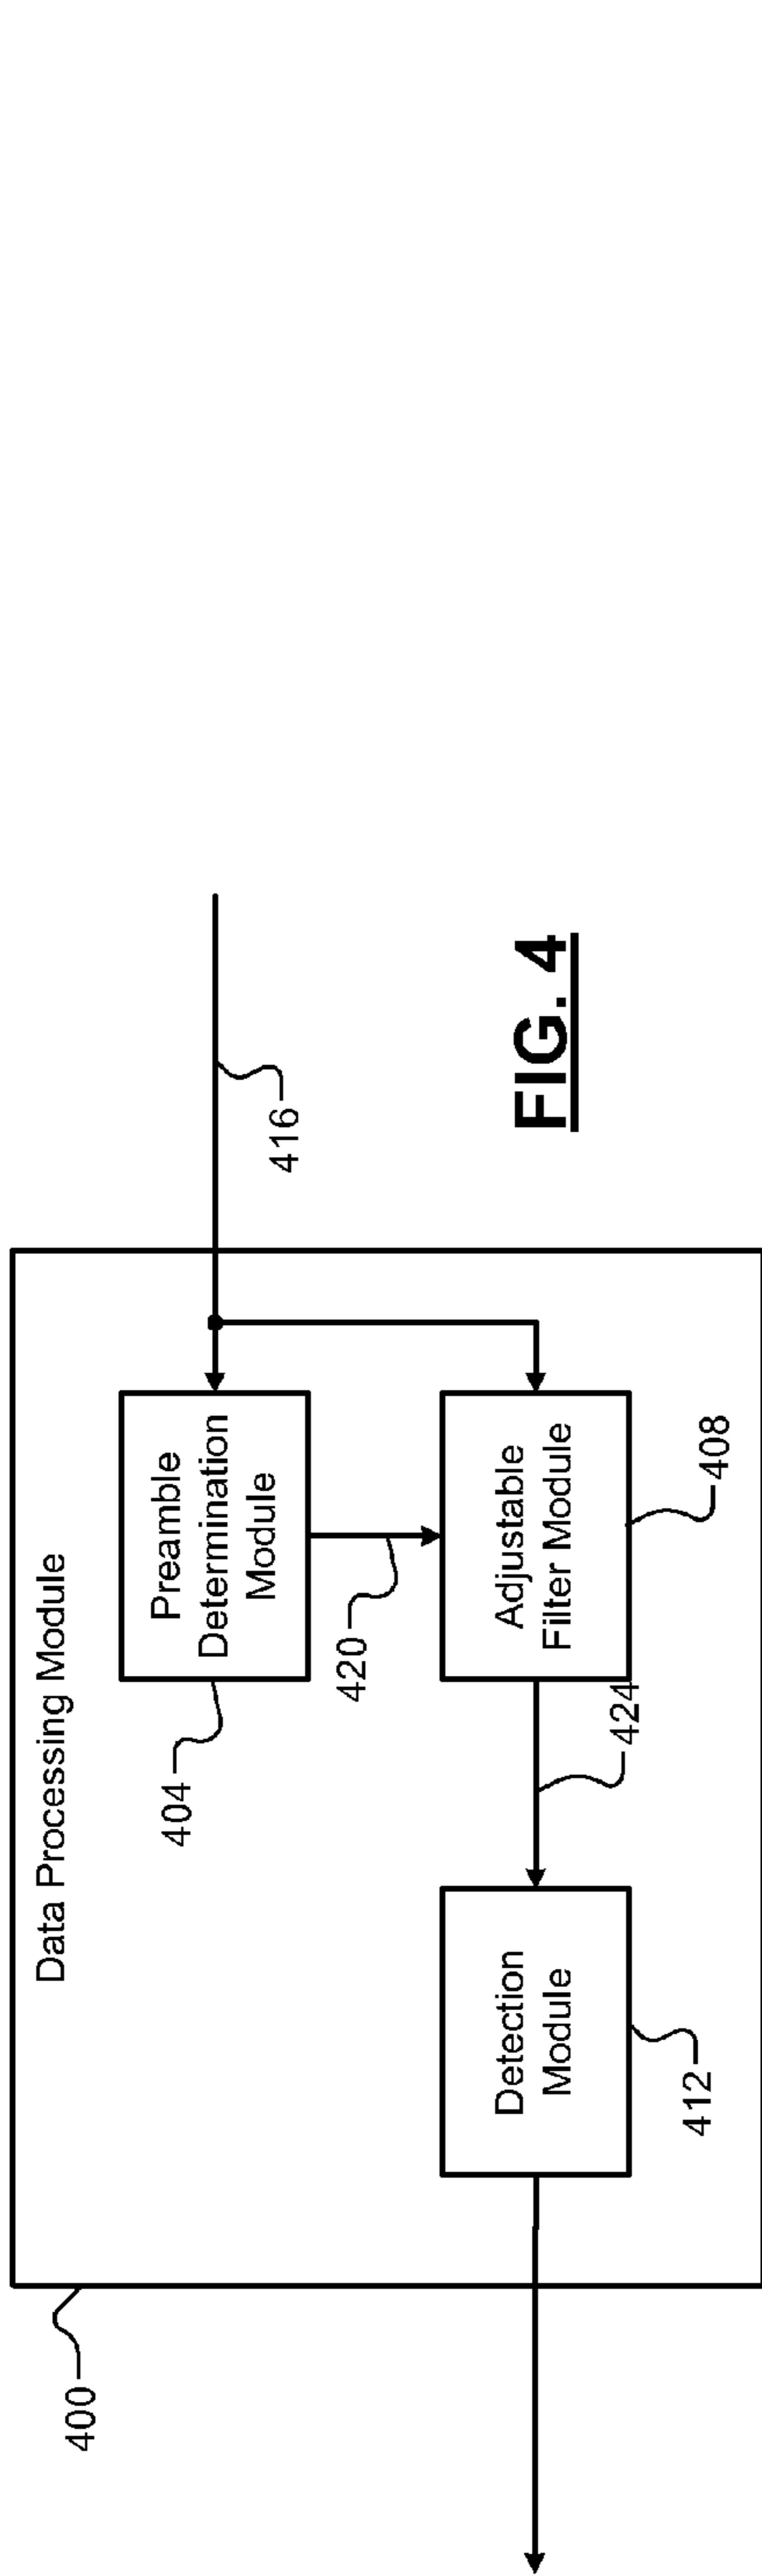 400
Data Processing Module
404
Preamble
Determination
Module
416
420
Detection
Module
424
Adjustable
Filter Module
412
408
FIG. 4